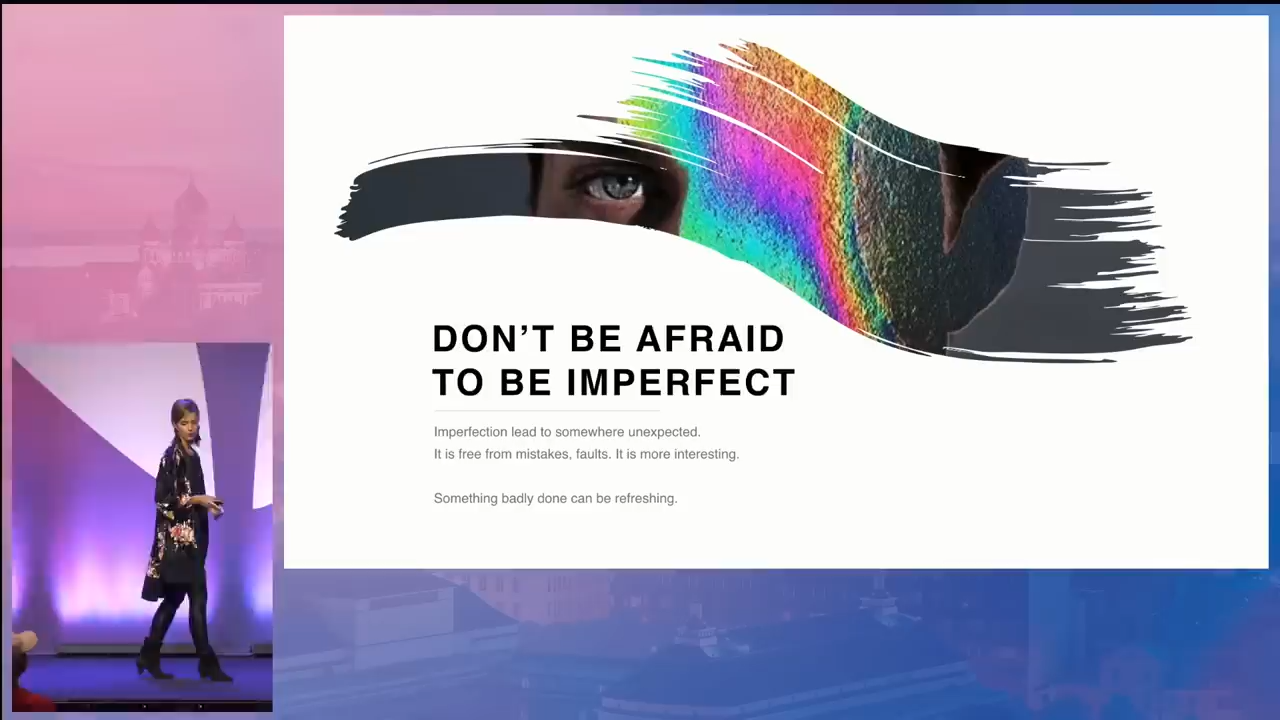 DON’T BE AFRAID
TO BE IMPERFECT
Imperfection lead to somewhere unexpected.
It is free from mistakes, faults. It is more interesting.
Something badly done can be refreshing.